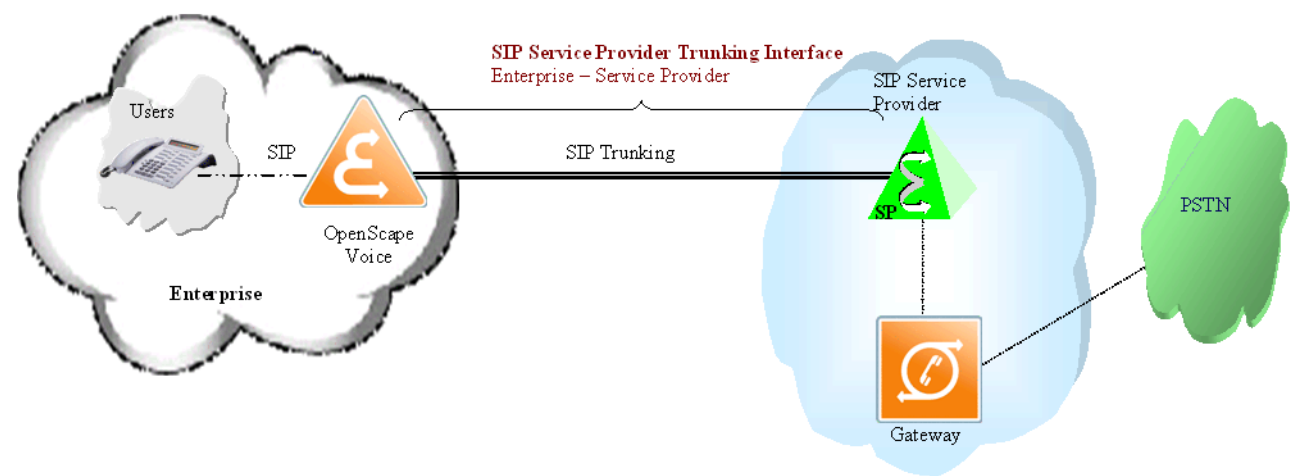 SIP Service Provider Trunking Interface
Enterprise – Service Provider
SIP Service
Provider
Users
SIP
SIP Trunking
SP
PSTN
OpenScape
Voice
Enterprise
Gateway